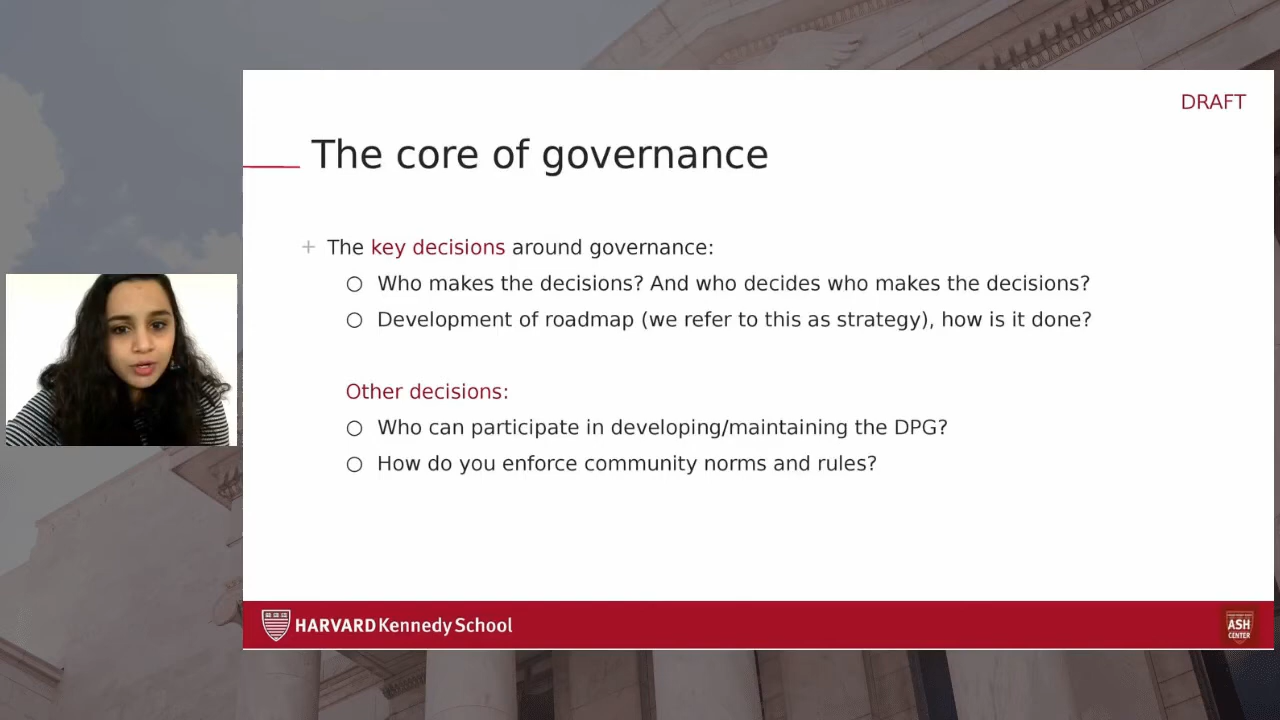 DRAFT
The core of governance
+ The key decisions around governance:
○ Who makes the decisions? And who decides who makes the decisions?
○ Development of roadmap (we refer to this as strategy), how is it done?
Other decisions:
○ Who can participate in developing/maintaining the DPG?
○ How do you enforce community norms and rules?
HARVARD Kennedy School
ASH
CENTER